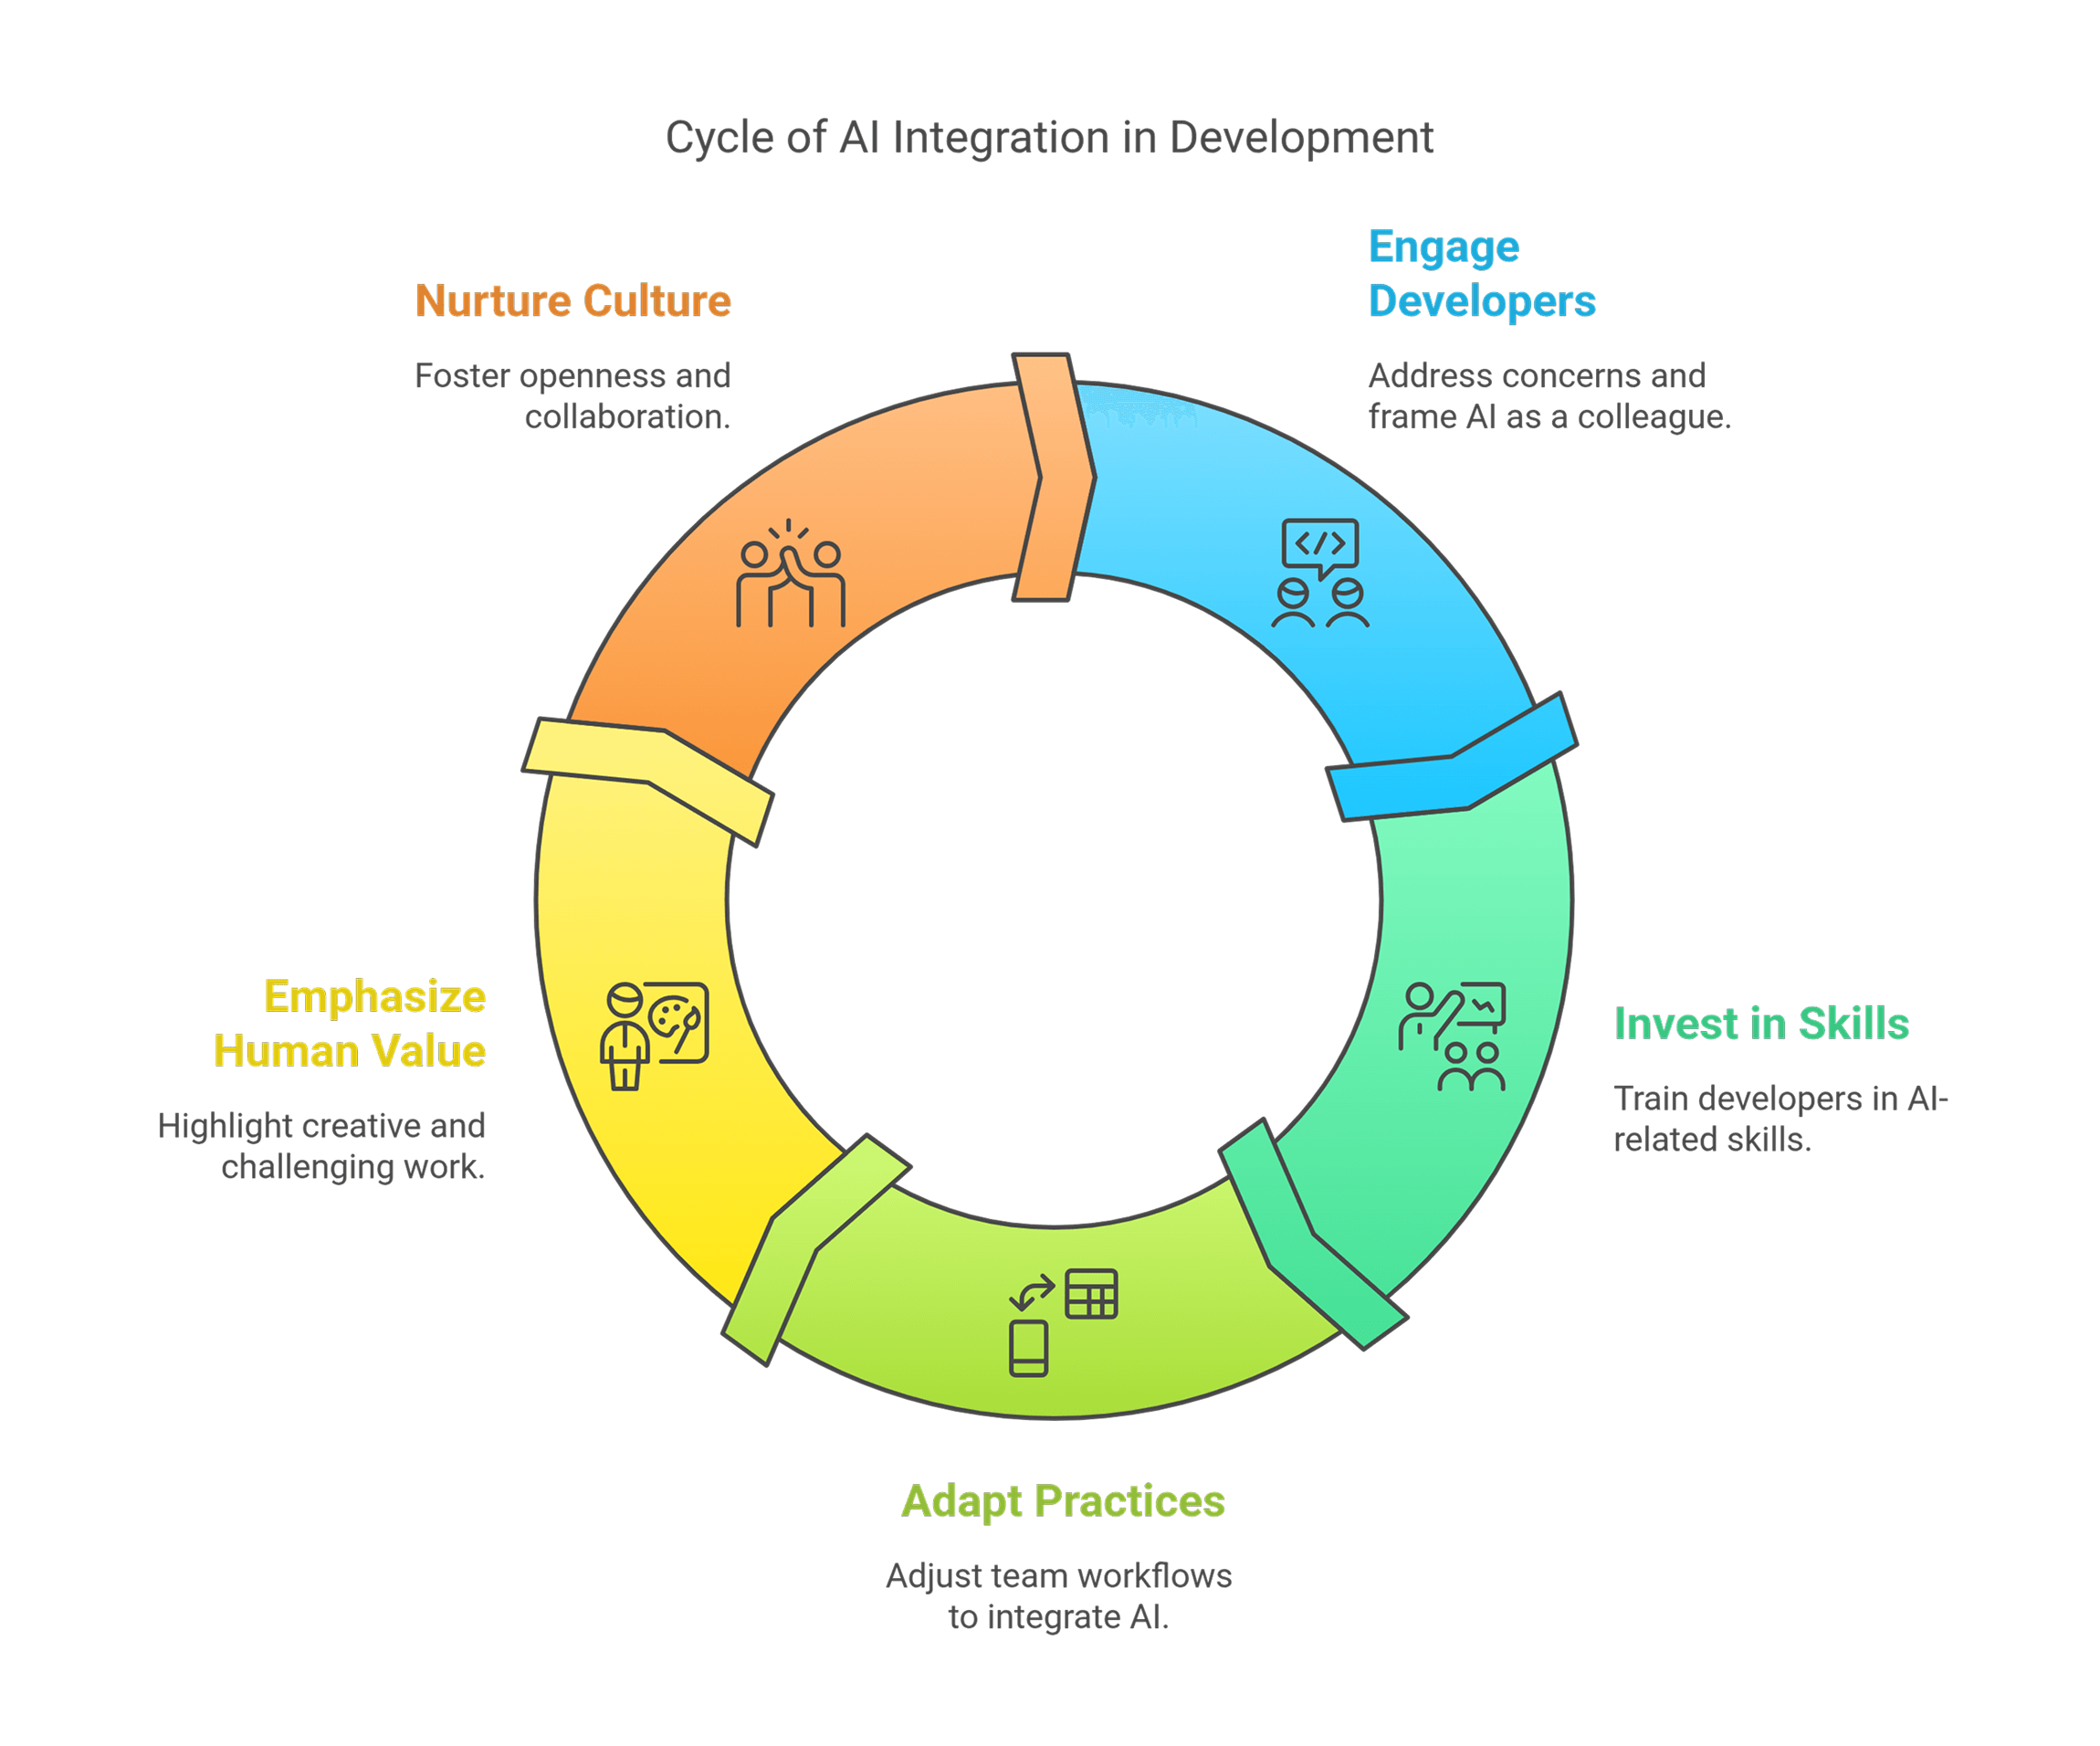 Cycle of AI Integration in Development
Engage
Developers
Address concerns and
frame AI as a colleague.
Invest in Skills
Train developers in AI-
related skills.
Adapt Practices
Adjust team workflows
to integrate AI.
Emphasize
Human Value
Highlight creative and
challenging work.
Nurture Culture
Foster openness and
collaboration.